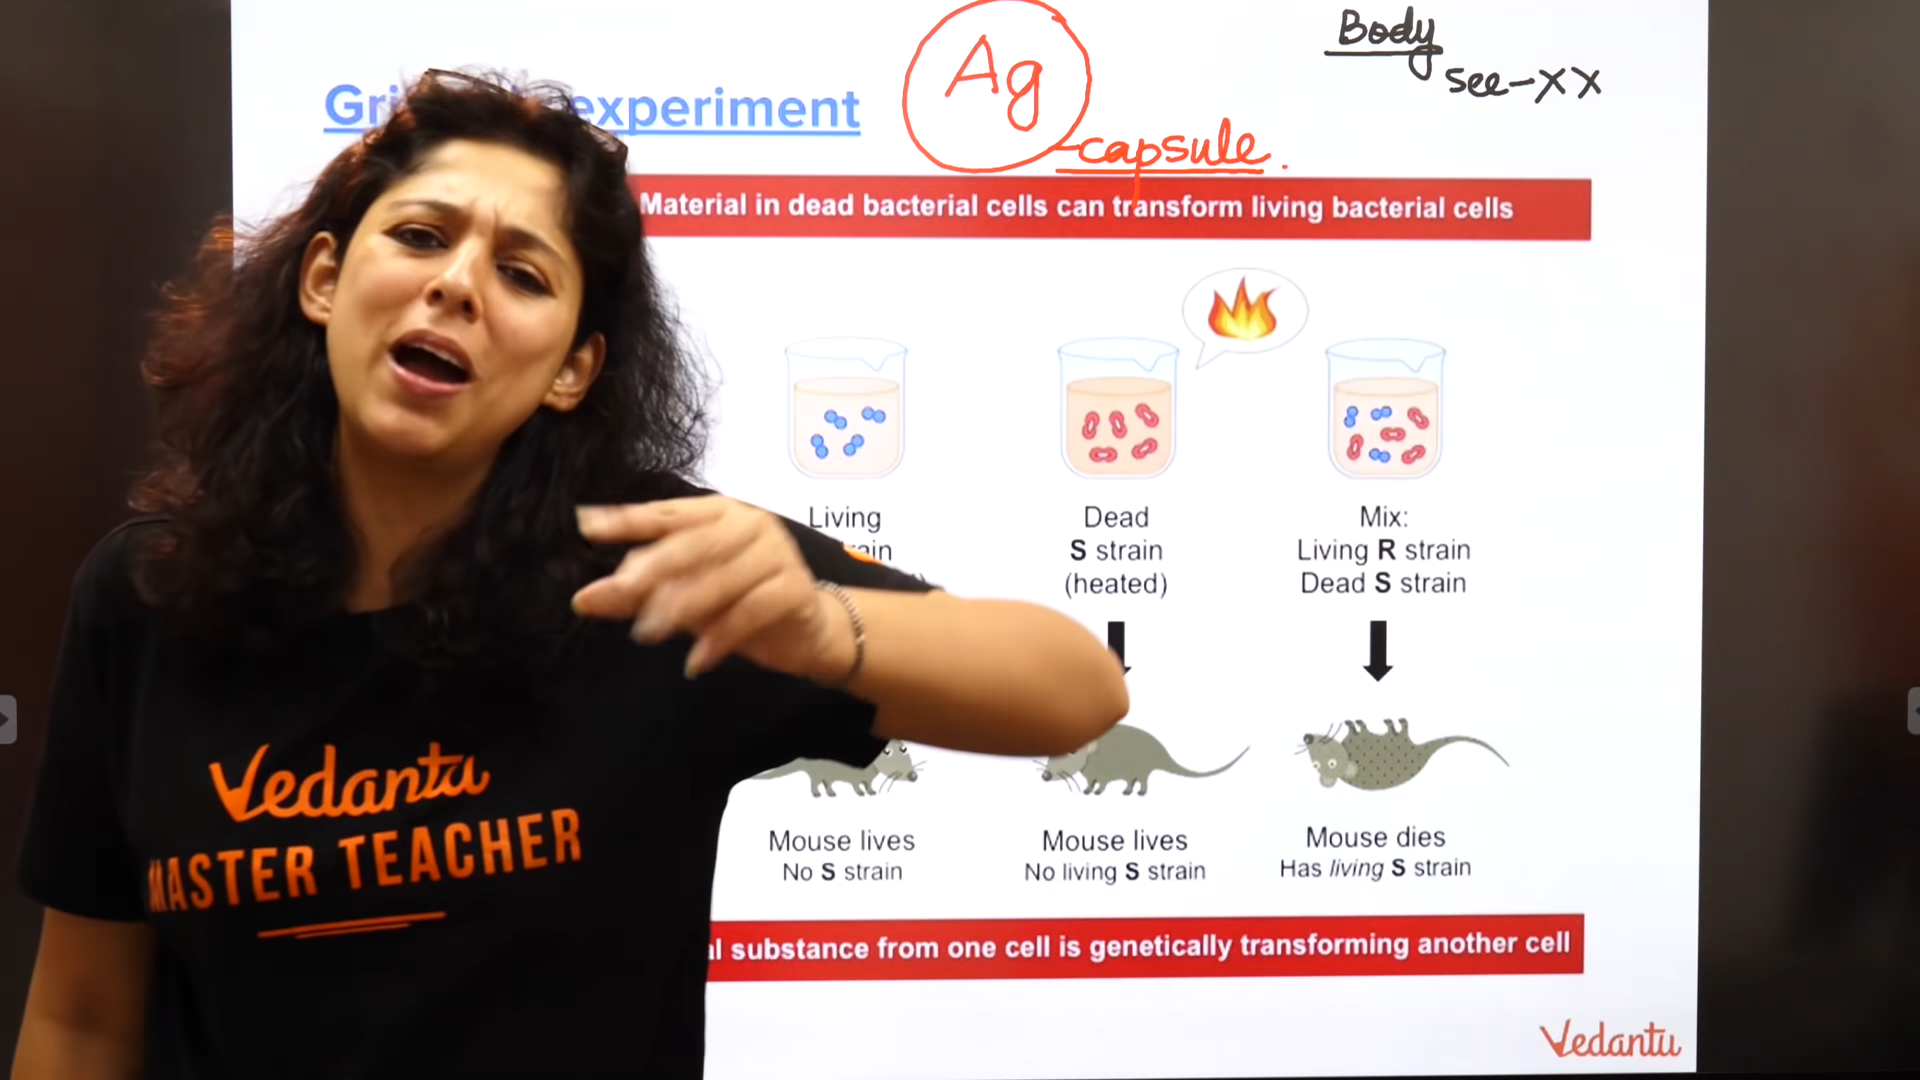 Body
see-XX
Ag
experiment
capsule.
Material in dead bacterial cells can transform living bacterial cells
Living
Dead
S strain
(heated)
Mix:
Living R strain
Dead S strain
Mouse lives
No S strain
Mouse lives
No living S strain
Mouse dies
Has living S strain
substance from one cell is genetically transforming another cell
Vedantu
MASTER TEACHER
Vedantu